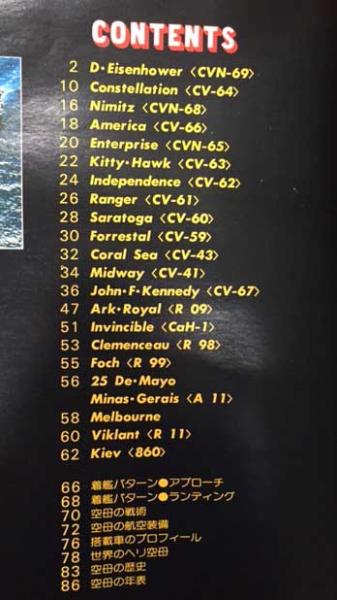 CONTENTS
2 D•Eisenhower〈CVN-69〉
10 Constellation〈CV-64〉
16 Nimitz〈CVN-68〉
18 America〈CV-66〉
20 Enterprise〈CVN-65〉
22 Kitty•Hawk〈CV-63〉
24 Independence〈CV-62〉
26 Ranger〈CV-61〉
28 Saratoga〈CV-60〉
30 Forrestal〈CV-59〉
32 Coral Sea〈CV-43〉
34 Midway〈CV-41〉
36 John•F•Kennedy〈CV-67〉
47 Ark•Royal〈R 09〉
51 Invincible〈CaH-1〉
53 Clemenceau〈R 98〉
55 Foch〈R 99〉
56 25 De•Mayo
Minas•Gerais〈A 11〉
58 Melbourne
60 Viklant〈R 11〉
62 Kiev〈860〉
66 着艦パターン●アプローチ
68 着艦パターン●ランディング
70 空母の戦術
72 空母の航空装備
76 搭載車のプロフィール
78 世界のヘリ空母
83 空母の歴史
86 空母の年表